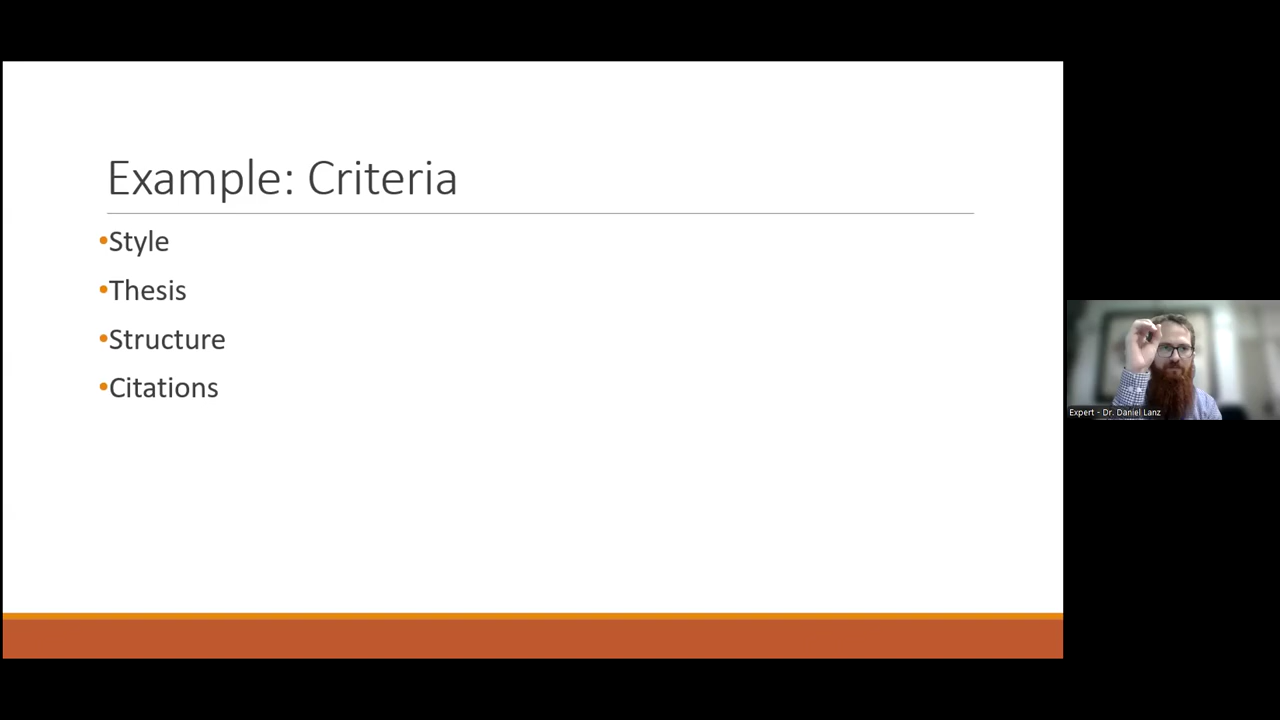 Example: Criteria
•Style
•Thesis
•Structure
•Citations
Expert - Dr. Daniel Lanz